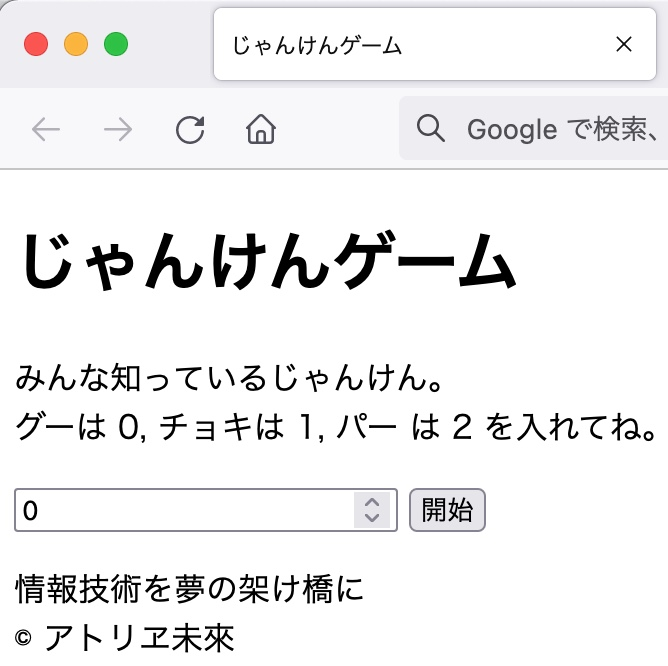 じゃんけんゲーム
Google で検索、
じゃんけんゲーム
みんな知っているじゃんけん。
グーは 0, チョキは 1, パー は 2 を入れてね。
0 開始
情報技術を夢の架け橋に
© アトリヱ未來